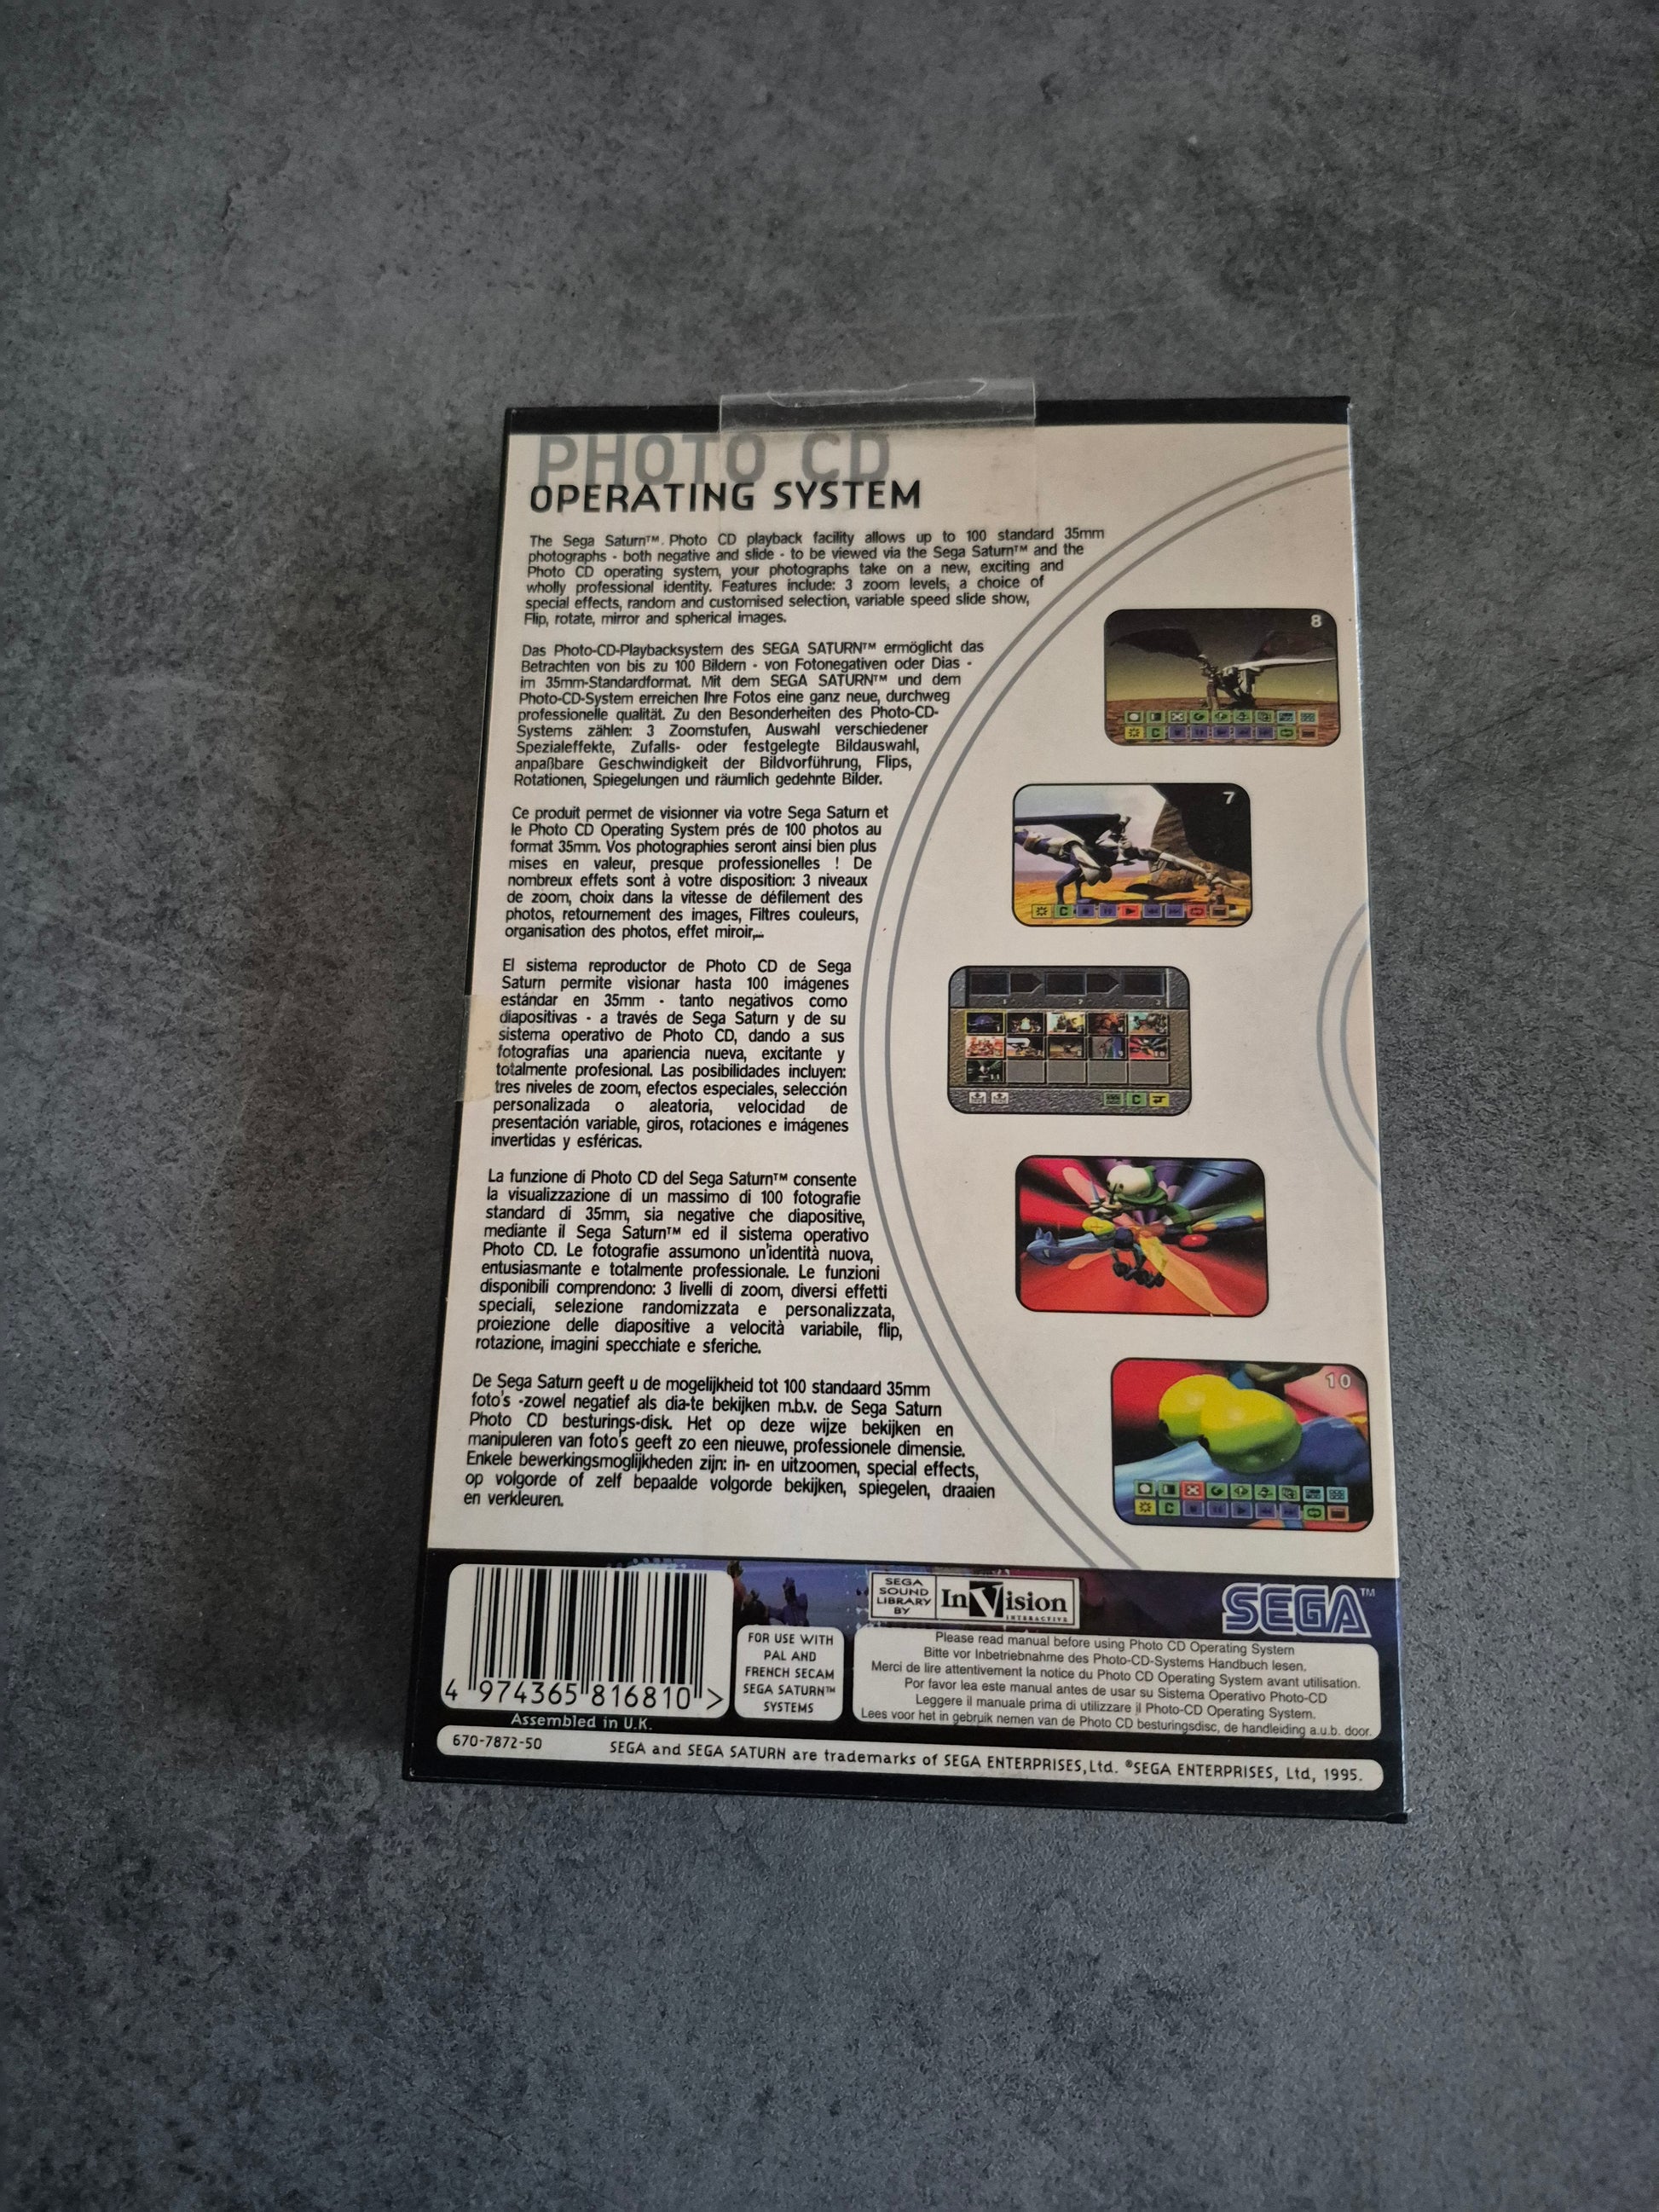 PHOTO CD
OPERATING SYSTEM
The Sega Saturn™. Photo CD playback facility allows up to 100 standard 35mm
photographs - both negative and slide - to be viewed via the Sega Saturn™ and the
Photo CD operating system, your photographs take on a new, exciting and
wholly professional identity. Features include: 3 zoom levels, a choice of
special effects, random and customised selection, variable speed slide show,
Flip, rotate, mirror and spherical images.
Das Photo-CD-Playbacksystem des SEGA SATURN™ ermöglicht das
Betrachten von bis zu 100 Bildern - von Fotonegativen oder Dias -
im 35mm-Standardformat. Mit dem SEGA SATURN™ und dem
Photo-CD-System erreichen Ihre Fotos eine ganz neue, durchweg
professionelle qualität. Zu den Besonderheiten des Photo-CD-
Systems zählen: 3 Zoomstufen, Auswahl verschiedener
Spezialeffekte, Zufalls- oder festgelegte Bildauswahl,
anpaßbare Geschwindigkeit der Bildvorführung, Flips,
Rotationen, Spiegelungen und räumlich gedehnte Bilder.
Ce produit permet de visionner via votre Sega Saturn et
le Photo CD Operating System prés de 100 photos au
format 35mm. Vos photographies seront ainsi bien plus
mises en valeur, presque professionelles ! De
nombreux effets sont à votre disposition: 3 niveaux
de zoom, choix dans la vitesse de défilement des
photos, retournement des images, Filtres couleurs,
organisation des photos, effet miroir,...
El sistema reproductor de Photo CD de Sega
Saturn permite visionar hasta 100 imágenes
estándar en 35mm - tanto negativos como
diapositivas - a través de Sega Saturn y de su
sistema operativo de Photo CD, dando a sus
fotografías una apariencia nueva, excitante y
totalmente profesional. Las posibilidades incluyen:
tres niveles de zoom, efectos especiales, selección
personalizada o aleatoria, velocidad de
presentación variable, giros, rotaciones e imágenes
invertidas y esféricas.
La funzione di Photo CD del Sega Saturn™ consente
la visualizzazione di un massimo di 100 fotografie
standard di 35mm, sia negative che diapositive,
mediante il Sega Saturn™ ed il sistema operativo
Photo CD. Le fotografie assumono un'identità nuova,
entusiasmante e totalmente professionale. Le funzioni
disponibili comprendono: 3 livelli di zoom, diversi effetti
speciali, selezione randomizzata e personalizzata,
proiezione delle diapositive a velocità variabile, flip,
rotazione, imagini specchiate e sferiche.
De Sega Saturn geeft u de mogelijkheid tot 100 standaard 35mm
foto's -zowel negatief als dia-te bekijken m.b.v. de Sega Saturn
Photo CD besturings-disk. Het op deze wijze bekijken en
manipuleren van foto's geeft zo een nieuwe, professionele dimensie.
Enkele bewerkingsmoglijkheden zijn: in- en uitzoomen, special effects,
op volgorde of zelf bepaalde volgorde bekijken, spiegelen, draaien
en verkleuren.
8
7
10
4 974365 816810 >
Assembled in U.K.
FOR USE WITH
PAL AND
FRENCH SECAM
SEGA SATURN™
SYSTEMS
SEGA
SOUND
LIBRARY
BY
InVision
INTERACTIVE
SEGA™
Please read manual before using Photo CD Operating System
Bitte vor Inbetriebnahme des Photo-CD-Systems Handbuch lesen.
Merci de lire attentivement la notice du Photo CD Operating System avant utilisation.
Por favor lea este manual antes de usar su Sistema Operativo Photo-CD
Leggere il manuale prima di utilizzare il Photo-CD Operating System.
Lees voor het in gebruik nemen van de Photo CD besturingsdisc, de handleiding a.u.b. door.
670-7872-50
SEGA and SEGA SATURN are trademarks of SEGA ENTERPRISES,Ltd. ®SEGA ENTERPRISES, Ltd, 1995.